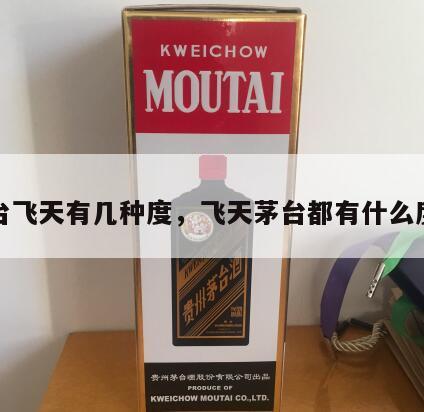 KWEICHOW
MOUTAI
台飞天有几种度，飞天茅台都有什么度
贵州茅台酒
贵州茅台酒股份有限公司出品
PRODUCE OF
KWEICHOW MOUTAI CO.,LTD.